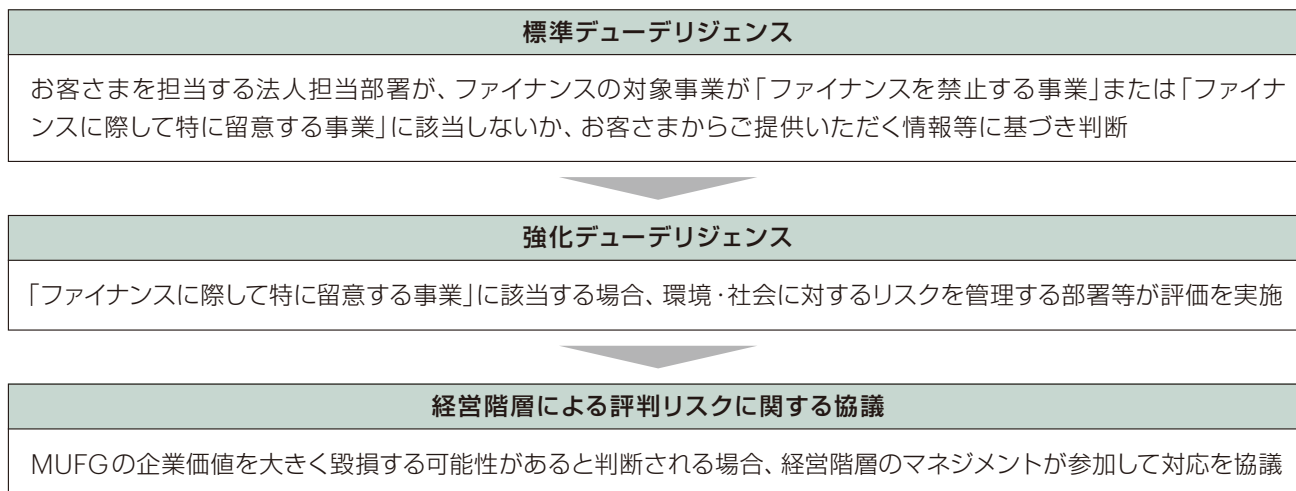 標準デューデリジェンス
お客さまを担当する法人担当部署が、ファイナンスの対象事業が「ファイナンスを禁止する事業」または「ファイナ
ンスに際して特に留意する事業」に該当しないか、お客さまからご提供いただく情報等に基づき判断
強化デューデリジェンス
「ファイナンスに際して特に留意する事業」に該当する場合、環境・社会に対するリスクを管理する部署等が評価を実施
経営階層による評判リスクに関する協議
MUFGの企業価値を大きく毀損する可能性があると判断される場合、経営階層のマネジメントが参加して対応を協議